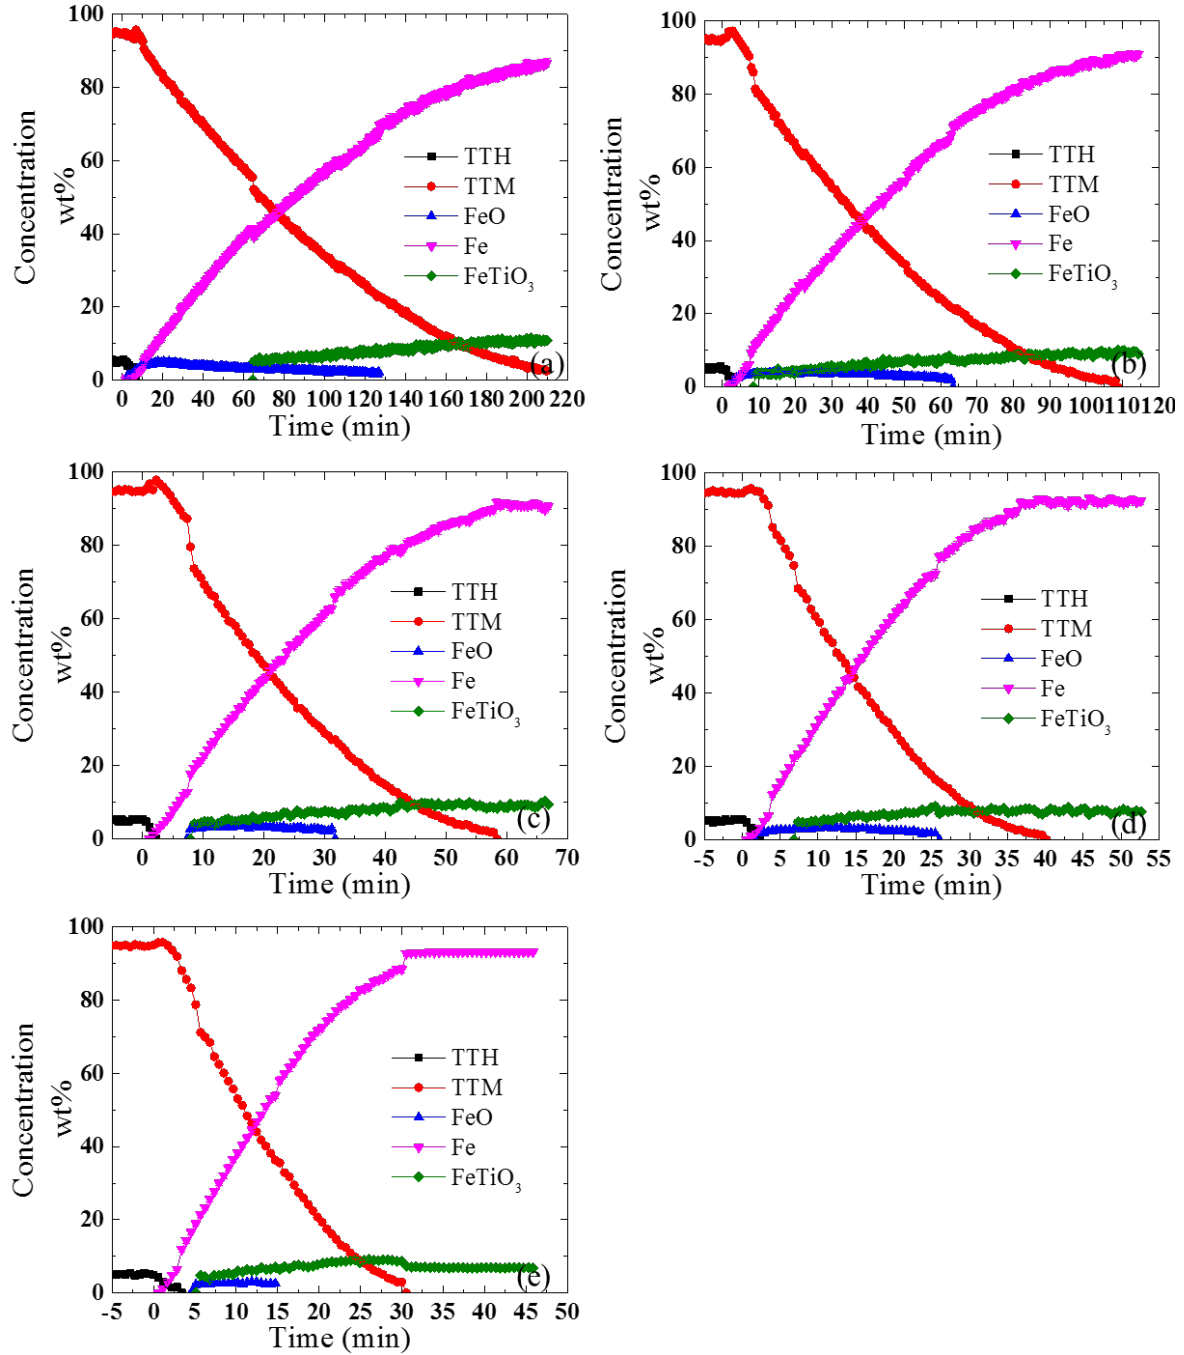 Concentration
wt%
100
80
60
40
20
0
TTH
TTM
FeO
Fe
FeTiO3
(a)
0 20 40 60 80 100 120 140 160 180 200 220
Time (min)
Concentration
wt%
100
80
60
40
20
0
TTH
TTM
FeO
Fe
FeTiO3
(b)
0 10 20 30 40 50 60 70 80 90 100 110 120
Time (min)
Concentration
wt%
100
80
60
40
20
0
TTH
TTM
FeO
Fe
FeTiO3
(c)
0 10 20 30 40 50 60 70
Time (min)
Concentration
wt%
100
80
60
40
20
0
TTH
TTM
FeO
Fe
FeTiO3
(d)
-5 0 5 10 15 20 25 30 35 40 45 50 55
Time (min)
Concentration
wt%
100
80
60
40
20
0
TTH
TTM
FeO
Fe
FeTiO3
(e)
-5 0 5 10 15 20 25 30 35 40 45 50
Time (min)